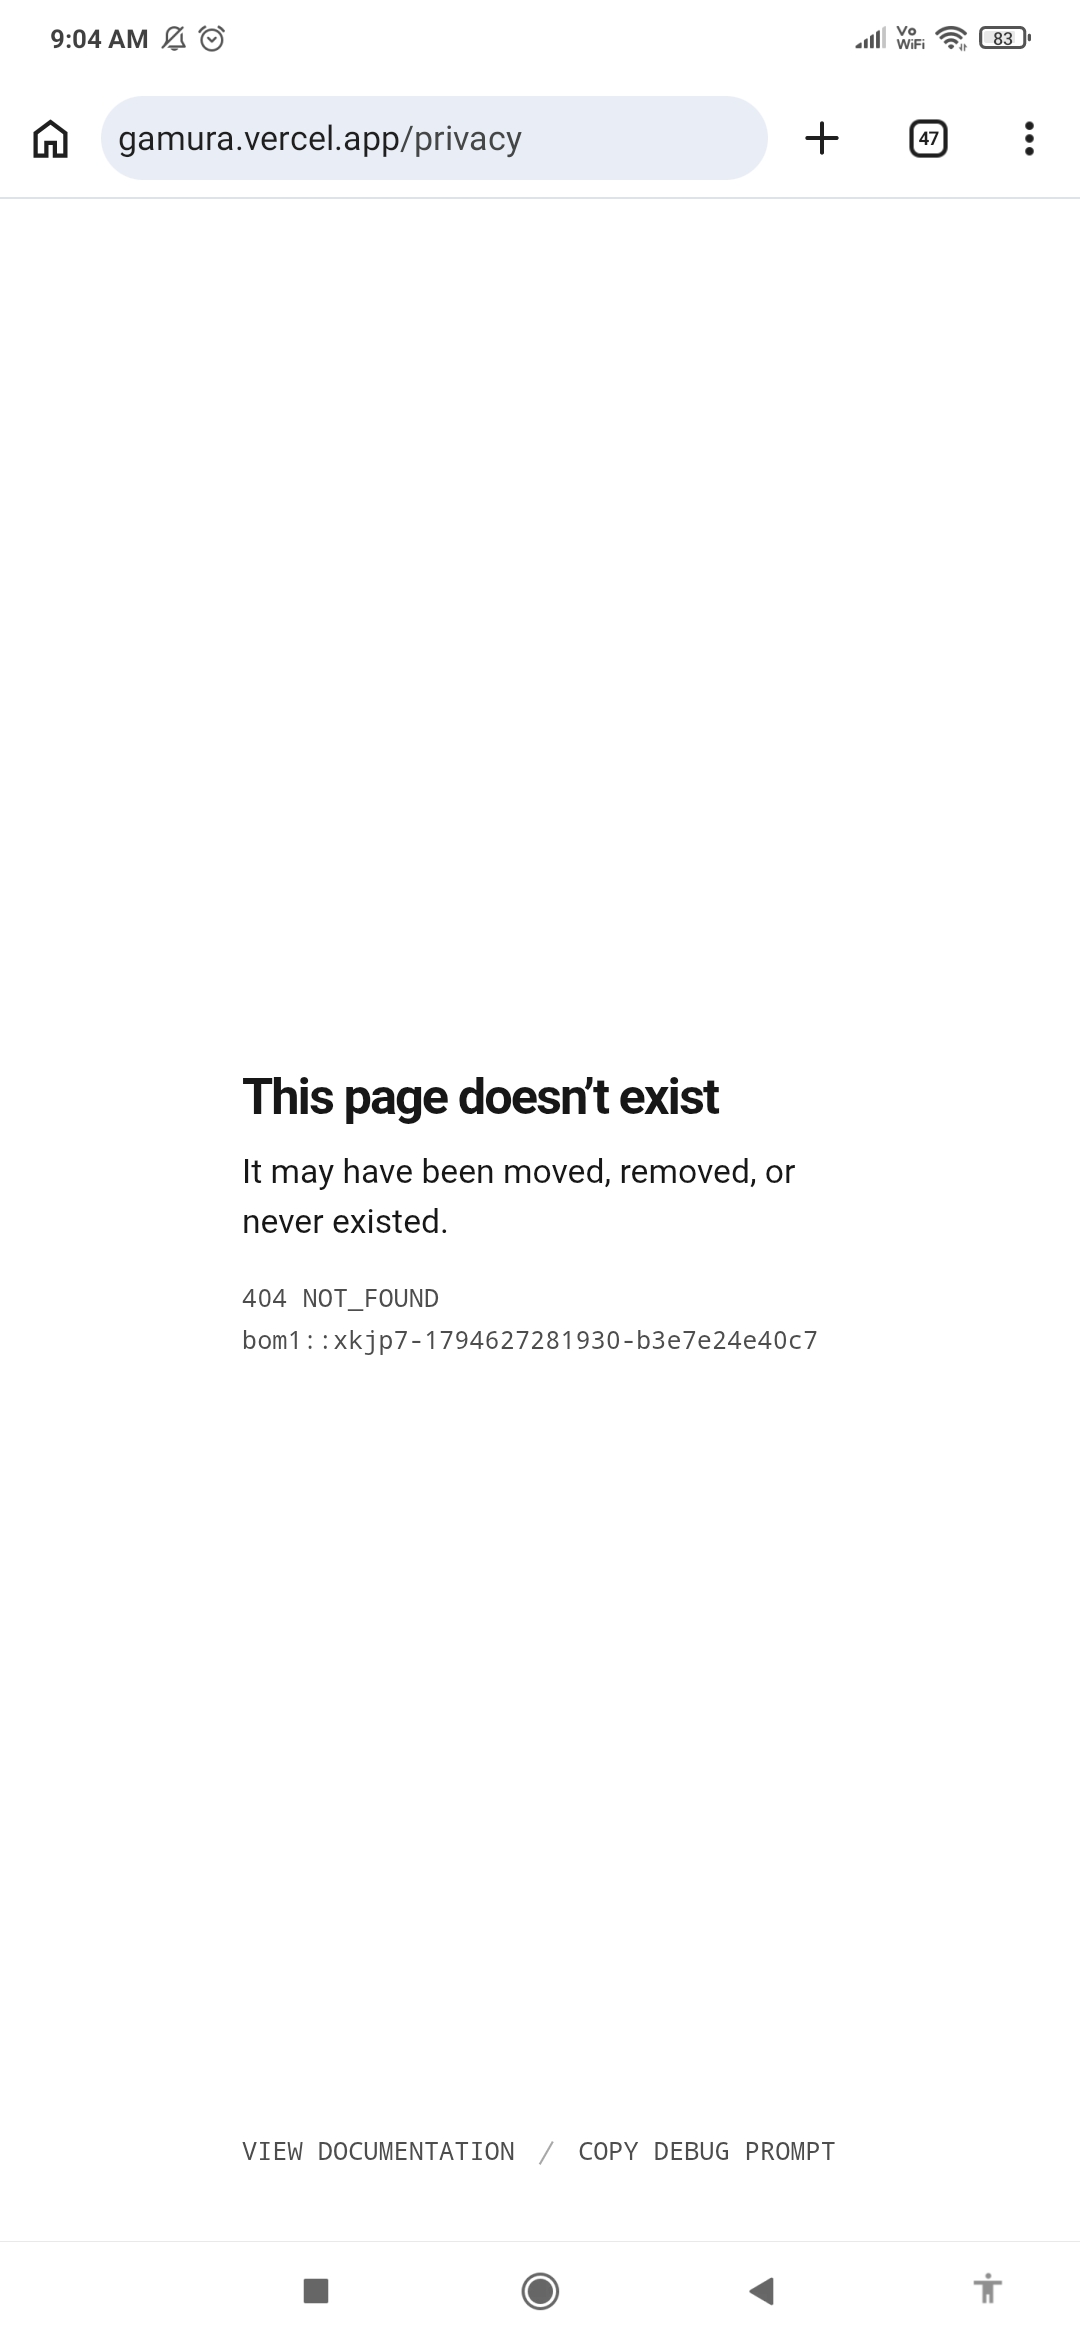 9:04 AM
Vo
WiFi
83
gamura.vercel.app/privacy
47
This page doesn’t exist
It may have been moved, removed, or
never existed.
404 NOT_FOUND
bom1::xkjp7-1794627281930-b3e7e24e40c7
VIEW DOCUMENTATION / COPY DEBUG PROMPT